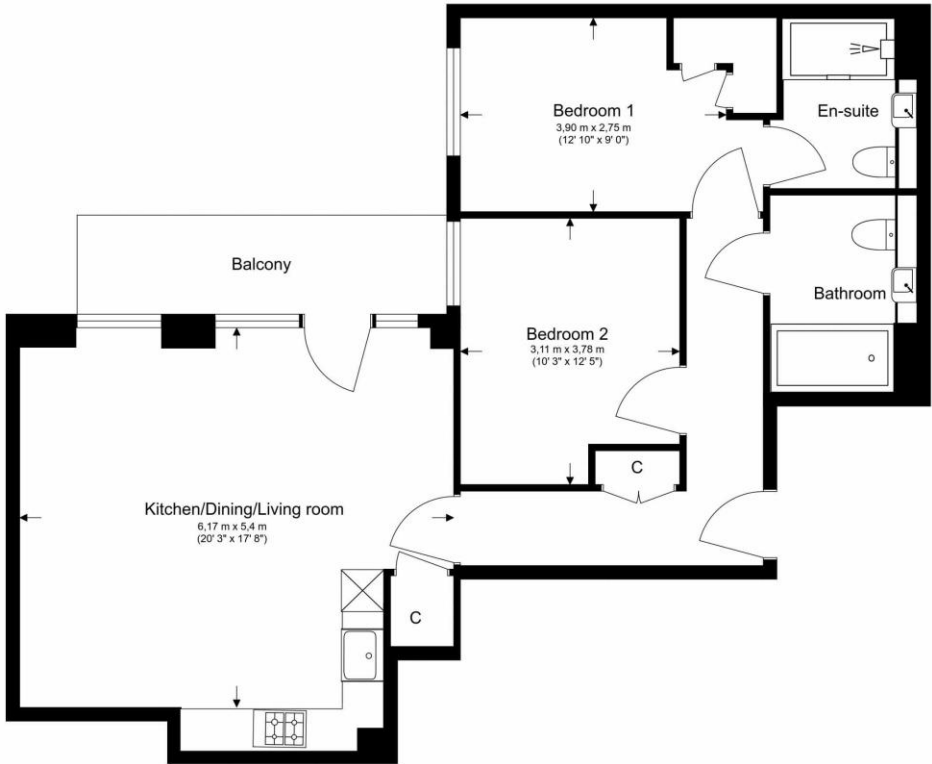 Bedroom 1
3,90 m x 2,75 m
(12' 10" x 9' 0")
En-suite
Balcony
Bathroom
Bedroom 2
3,11 m x 3,78 m
(10' 3" x 12' 5")
C
Kitchen/Dining/Living room
6,17 m x 5,4 m
(20' 3" x 17' 8")
C